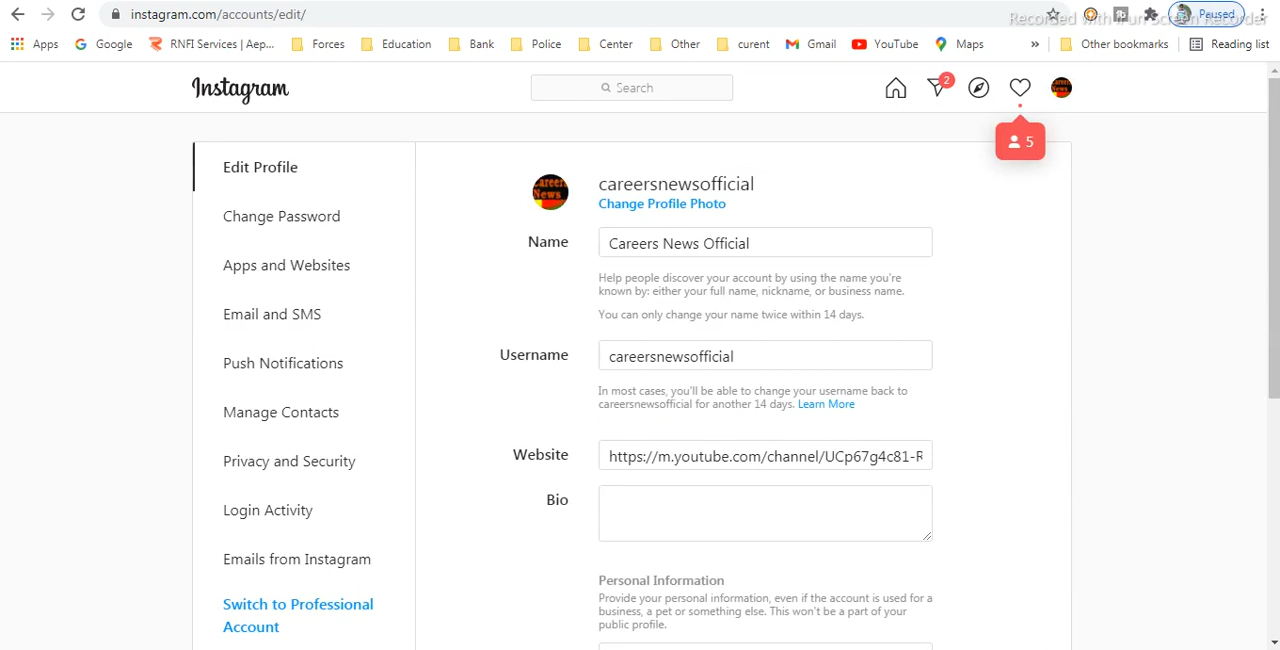 instagram.com/accounts/edit/
Paused
Recorded with iFun Screen Recorder
Apps
Google
RNFI Services | Aep...
Forces
Education
Bank
Police
Center
Other
curent
Gmail
YouTube
Maps
»
Other bookmarks
Reading list
Instagram
Search
2
5
Edit Profile
Change Password
Apps and Websites
Email and SMS
Push Notifications
Manage Contacts
Privacy and Security
Login Activity
Emails from Instagram
Switch to Professional
Account
Careers
News
careersnewsofficial
Change Profile Photo
Name
Careers News Official
Help people discover your account by using the name you're
known by: either your full name, nickname, or business name.
You can only change your name twice within 14 days.
Username
careersnewsofficial
In most cases, you'll be able to change your username back to
careersnewsofficial for another 14 days. Learn More
Website
https://m.youtube.com/channel/UCp67g4c81-R
Bio
Personal Information
Provide your personal information, even if the account is used for a
business, a pet or something else. This won't be a part of your
public profile.